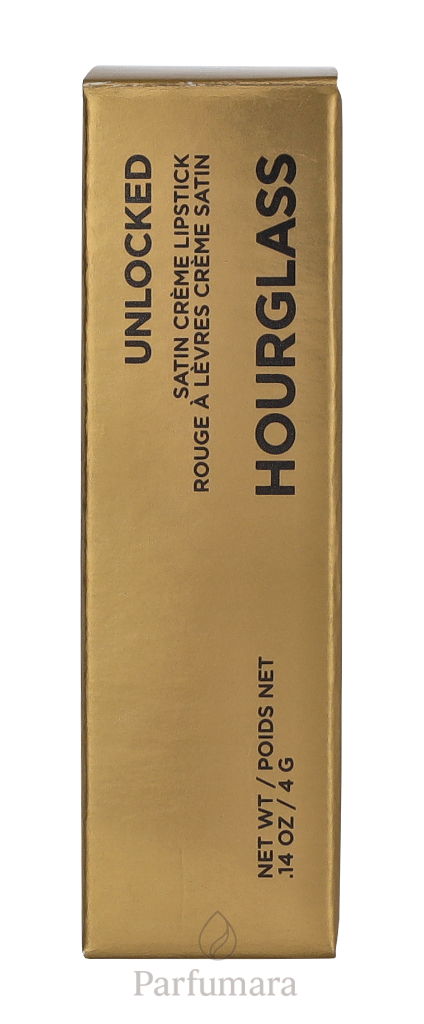 UNLOCKED
SATIN CRÈME LIPSTICK
ROUGE À LÈVRES CRÈME SATIN
HOURGLASS
NET WT / POIDS NET
.14 OZ / 4 G
Parfumara